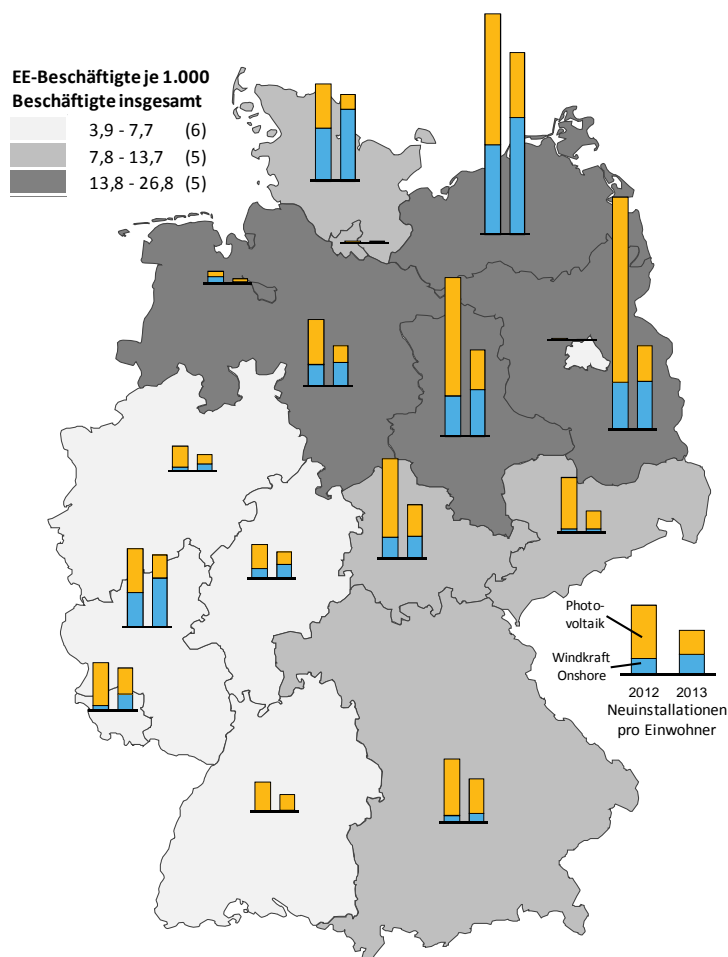 EE-Beschäftigte je 1.000
Beschäftigte insgesamt
3,9 - 7,7 (6)
7,8 - 13,7 (5)
13,8 - 26,8 (5)
Photo-
voltaik
Windkraft
Onshore
2012 2013
Neuinstallationen
pro Einwohner